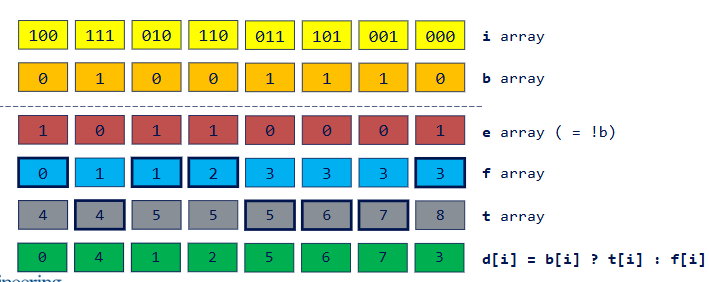 100 111 010 110 011 101 001 000 i array
0 1 0 0 1 1 1 0 b array
1 0 1 1 0 0 0 1 e array ( = !b)
0 1 1 2 3 3 3 3 f array
4 4 5 5 5 6 7 8 t array
0 4 1 2 5 6 7 3 d[i] = b[i] ? t[i] : f[i]